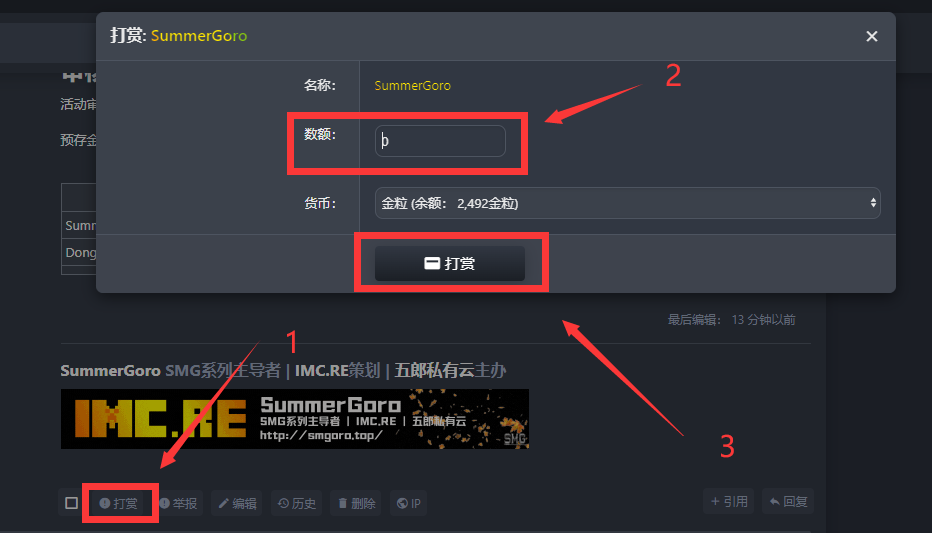 打赏: SummerGoro
×
名称: SummerGoro
2
数额:
货币: 金粒 (余额: 2,492金粒)
打赏
活动审
预存金
Summ
Dong
最后编辑: 13 分钟以前
1
SummerGoro SMG系列主导者 | IMC.RE策划 | 五郎私有云主办
IMC.RE
SummerGoro
SMG系列主导者 | IMC.RE | 五郎私有云
http://smgoro.top/
SMG
3
打赏 举报 编辑 历史 删除 IP + 引用 回复